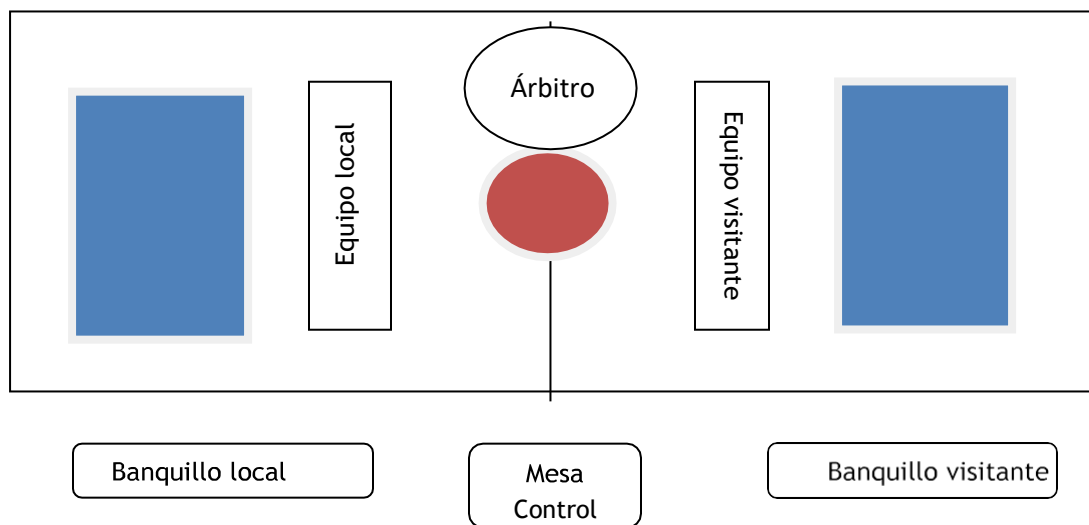 Árbitro
Equipo local
Equipo visitante
Banquillo local
Mesa
Control
Banquillo visitante